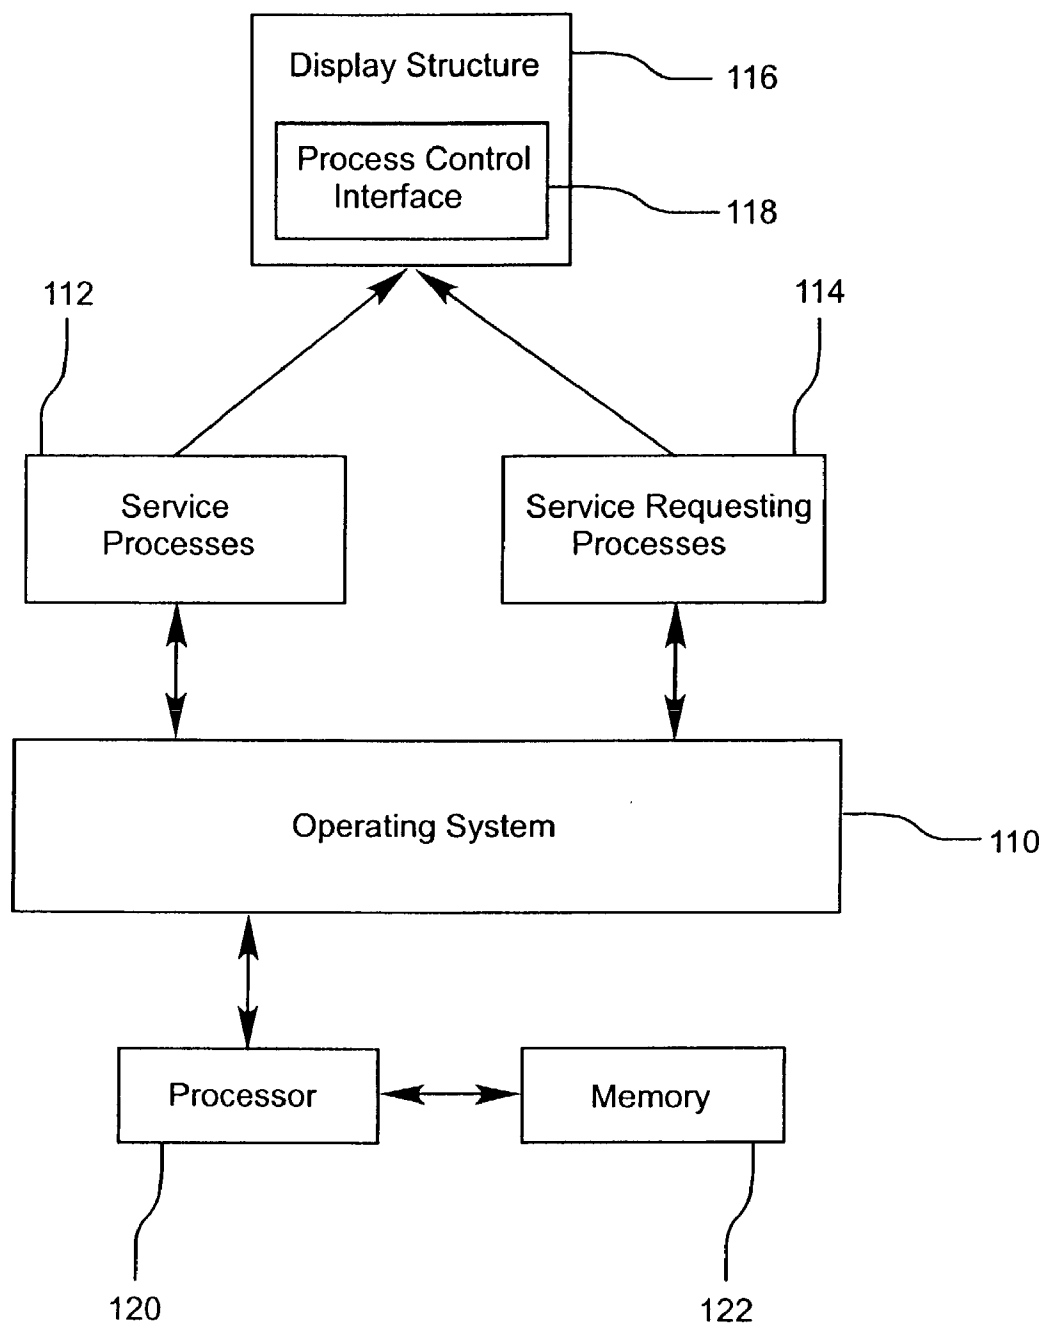 Display Structure
116
Process Control
Interface
118
112
114
Service
Processes
Service Requesting
Processes
Operating System
110
Processor
Memory
120
122